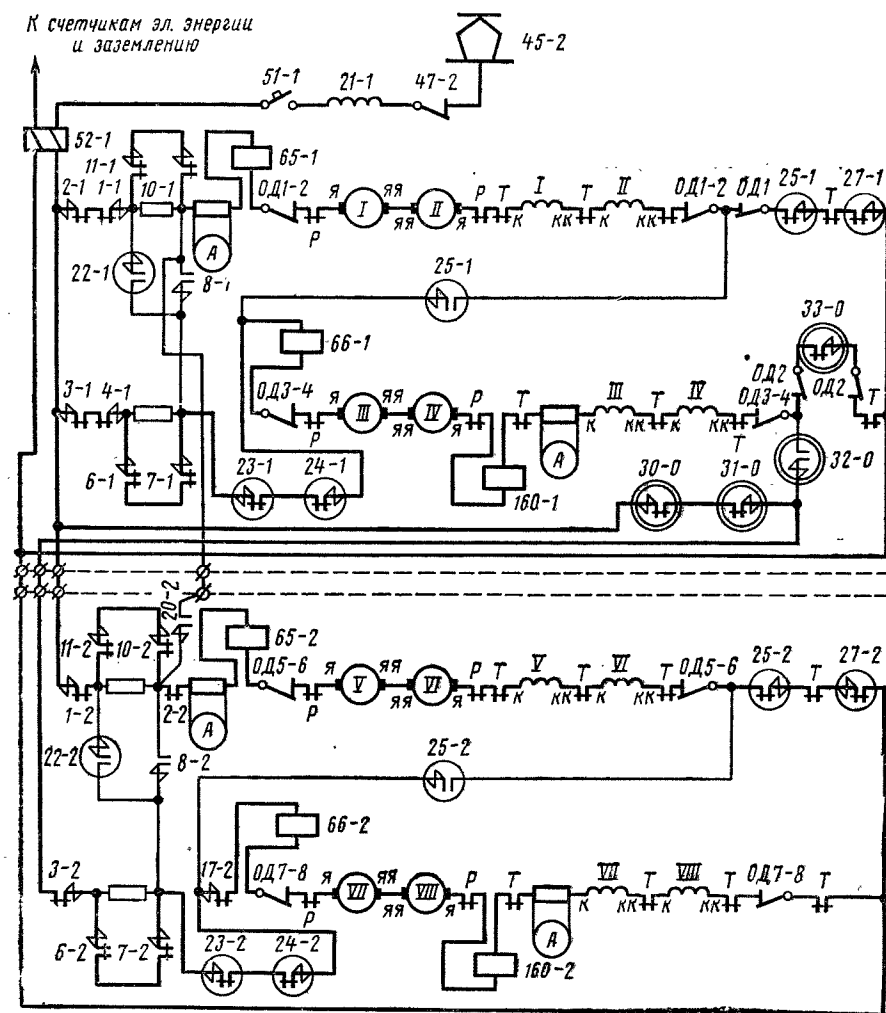 К счетчикам эл. энергии
и заземлению
45-2
51-1 21-1 47-2
52-1
11-1
65-1
2-1 1-1 10-1
ОД1-2 Я I ЯЯ II Р Т I Т II ОД1-2 ОД1 25-1 Т 27-1
Р ЯЯ Я К КК К КК
А
22-1 8-1
25-1
33-0
66-1
3-1 4-1
ОД3-4 Я III ЯЯ IV Р Т III Т IV ОД2 ОД3-4 ОД2 Т
Р ЯЯ Я К КК К КК Т
А
6-1 7-1
23-1 24-1
160-1
30-0 31-0 32-0
20-2
11-2 10-2
65-2
ОД5-6 Я V ЯЯ VI Р Т V Т VI Т ОД5-6 25-2 Т 27-2
Р ЯЯ Я К КК К КК
1-2 2-2
А
22-2 8-2
25-2
66-2
3-2 17-2
ОД7-8 Я VII ЯЯ VIII Р Т VII Т VIII Т ОД7-8 Т
Р ЯЯ Я К КК К КК
А
6-2 7-2
23-2 24-2
160-2